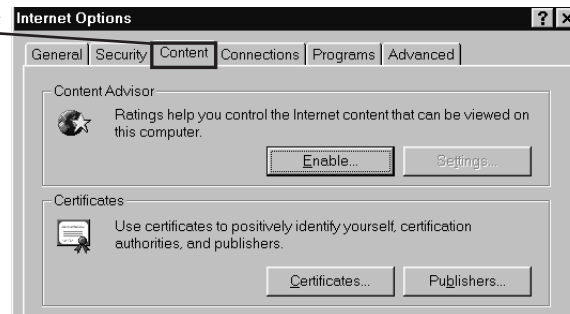 Internet Options
General Security Content Connections Programs Advanced
Content Advisor
Ratings help you control the Internet content that can be viewed on
this computer.
Enable... Settings...
Certificates
Use certificates to positively identify yourself, certification
authorities, and publishers.
Certificates... Publishers...